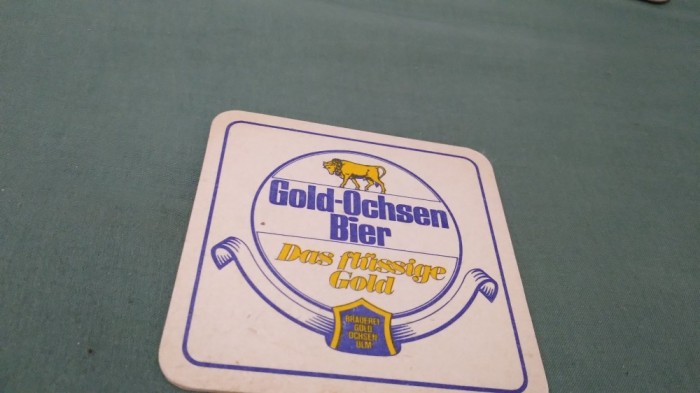 Gold-Ochsen
Bier
Das flüssige
Gold
BRAUEREI
GOLD
OCHSEN
ULM